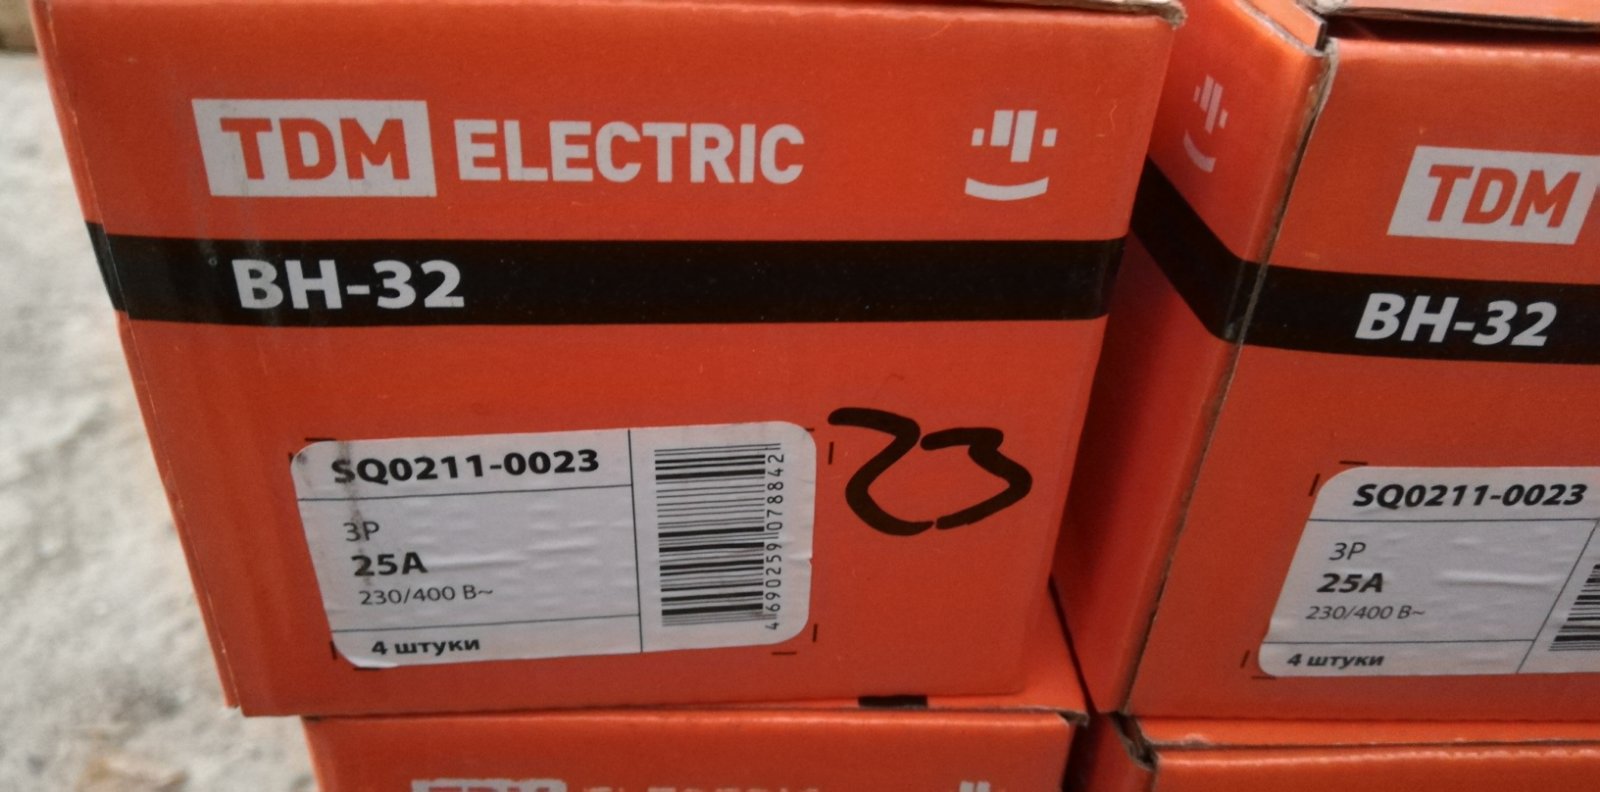 TDM ELECTRIC
ВН-32
SQ0211-0023
3P
25A
230/400 В~
4 штуки
4690259078842
23
TDM
ВН-32
SQ0211-0023
3P
25A
230/400 В~
4 штуки